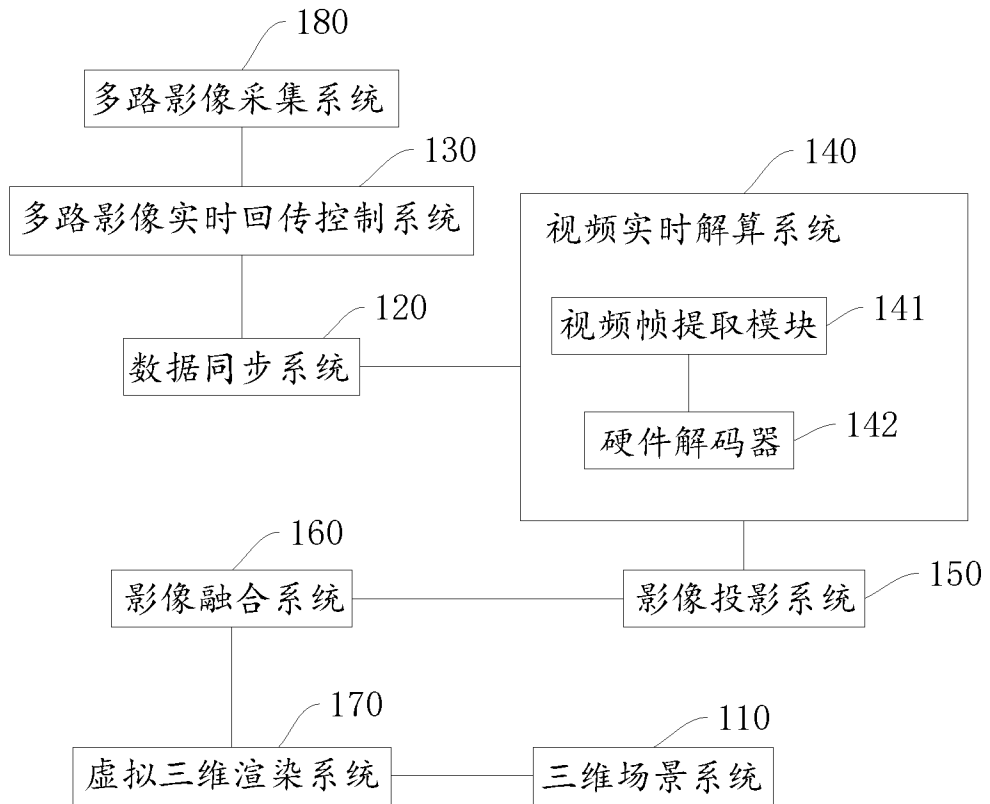 180
多路影像采集系统
130
多路影像实时回传控制系统
120
数据同步系统
140
视频实时解算系统
视频帧提取模块
141
硬件解码器
142
160
影像融合系统
150
影像投影系统
170
虚拟三维渲染系统
110
三维场景系统